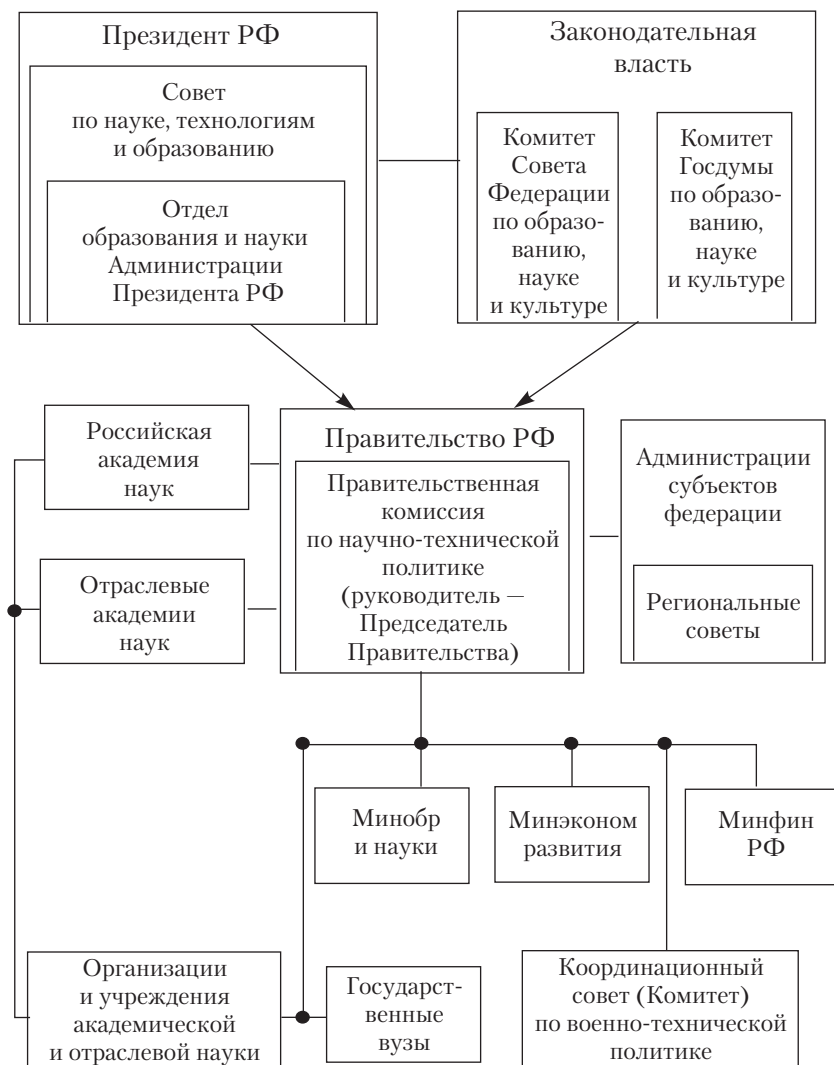 Президент РФ
Совет
по науке, технологиям
и образованию
Отдел
образования и науки
Администрации
Президента РФ
Законодательная
власть
Комитет
Совета
Федерации
по образо-
ванию,
науке
и культуре
Комитет
Госдумы
по образо-
ванию,
науке
и культуре
Российская
академия
наук
Отраслевые
академии
наук
Правительство РФ
Правительственная
комиссия
по научно-технической
политике
(руководитель —
Председатель
Правительства)
Администрации
субъектов
федерации
Региональные
советы
Минобр
и науки
Минэконом
развития
Минфин
РФ
Организации
и учреждения
академической
и отраслевой науки
Государст-
венные
вузы
Координационный
совет (Комитет)
по военно-технической
политике